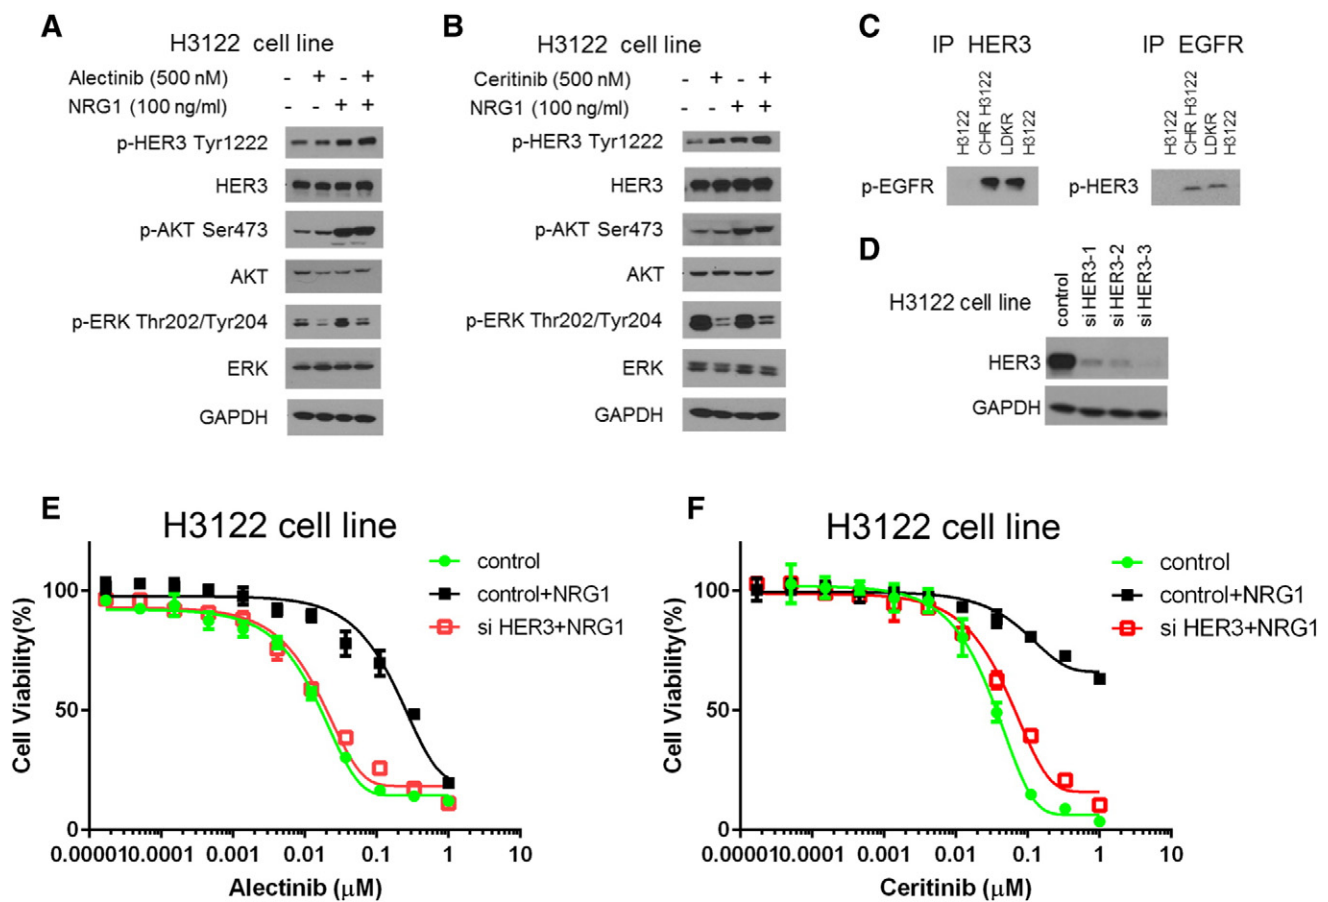 A
H3122 cell line
Alectinib (500 nM) - + - +
NRG1 (100 ng/ml) - - + +
p-HER3 Tyr1222
HER3
p-AKT Ser473
AKT
p-ERK Thr202/Tyr204
ERK
GAPDH
B
H3122 cell line
Ceritinib (500 nM) - + - +
NRG1 (100 ng/ml) - - + +
p-HER3 Tyr1222
HER3
p-AKT Ser473
AKT
p-ERK Thr202/Tyr204
ERK
GAPDH
C
IP HER3
H3122
CHR H3122
LDKR
H3122
p-EGFR
IP EGFR
H3122
CHR H3122
LDKR
H3122
p-HER3
D
H3122 cell line
control
si HER3-1
si HER3-2
si HER3-3
HER3
GAPDH
E
H3122 cell line
control
control+NRG1
si HER3+NRG1
Cell Viability(%)
100
50
0
0.00001 0.0001 0.001 0.01 0.1 1 10
Alectinib (μM)
F
H3122 cell line
control
control+NRG1
si HER3+NRG1
Cell Viability(%)
100
50
0
0.00001 0.0001 0.001 0.01 0.1 1 10
Ceritinib (μM)